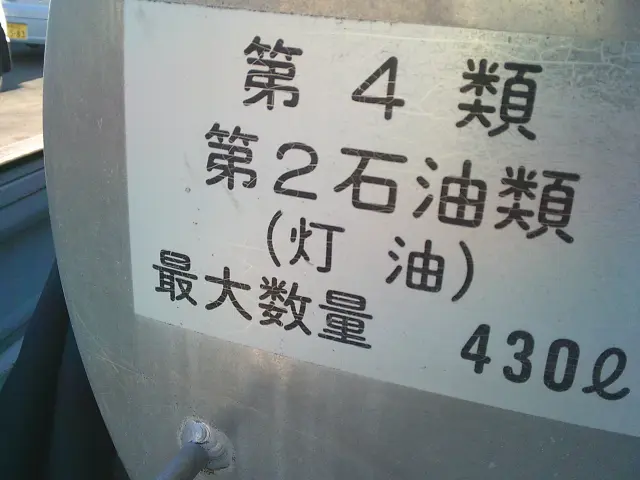 第4類
第2石油類
(灯油)
最大数量 430ℓ